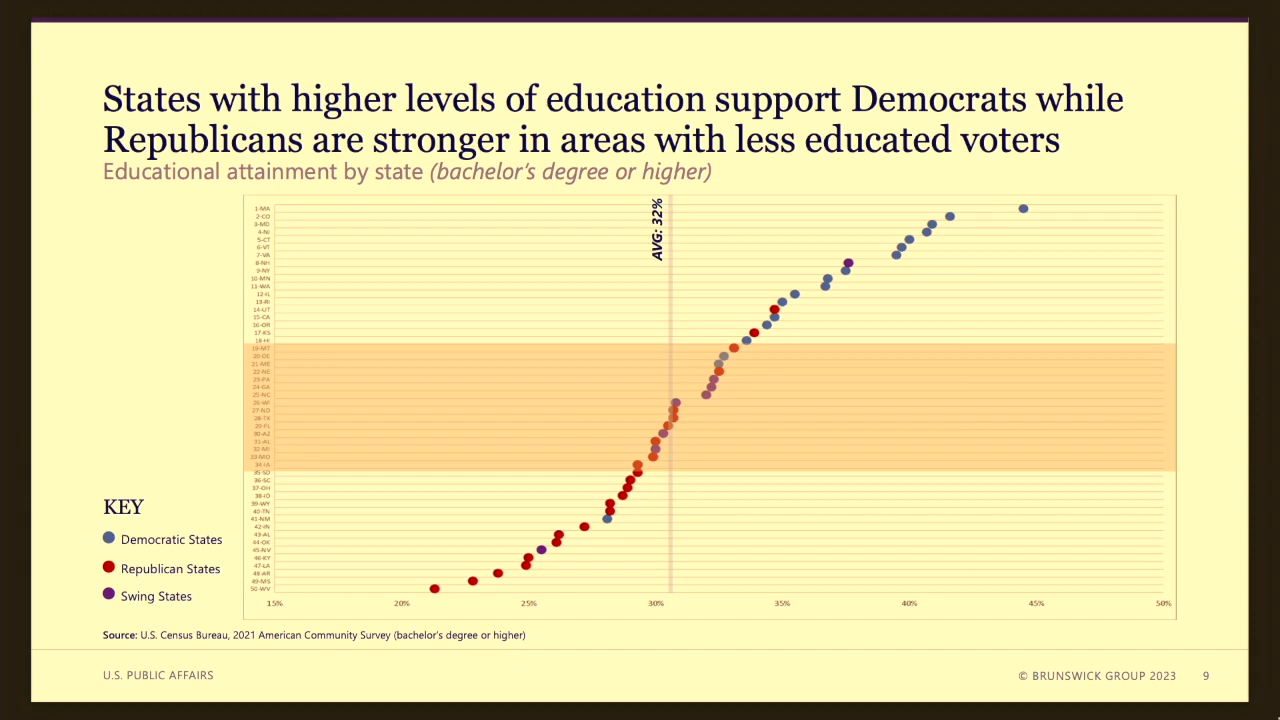 States with higher levels of education support Democrats while
Republicans are stronger in areas with less educated voters
Educational attainment by state (bachelor's degree or higher)
AVG: 32%
1-MA
2-CO
3-MD
4-NJ
5-CT
6-VT
7-VA
8-NH
9-NY
10-MN
11-WA
12-IL
13-RI
14-UT
15-CA
16-OR
17-KS
18-HI
19-MT
20-DE
21-ME
22-NE
23-PA
24-GA
25-NC
26-WI
27-ND
28-TX
29-FL
30-AZ
31-AL
32-MI
33-MO
34-IA
35-SD
36-SC
37-OH
38-ID
39-WY
40-TN
41-NM
42-IN
43-AL
44-OK
45-NV
46-KY
47-LA
48-AR
49-MS
50-WV
15% 20% 25% 30% 35% 40% 45% 50%
KEY
Democratic States
Republican States
Swing States
Source: U.S. Census Bureau, 2021 American Community Survey (bachelor's degree or higher)
U.S. PUBLIC AFFAIRS
© BRUNSWICK GROUP 2023 9